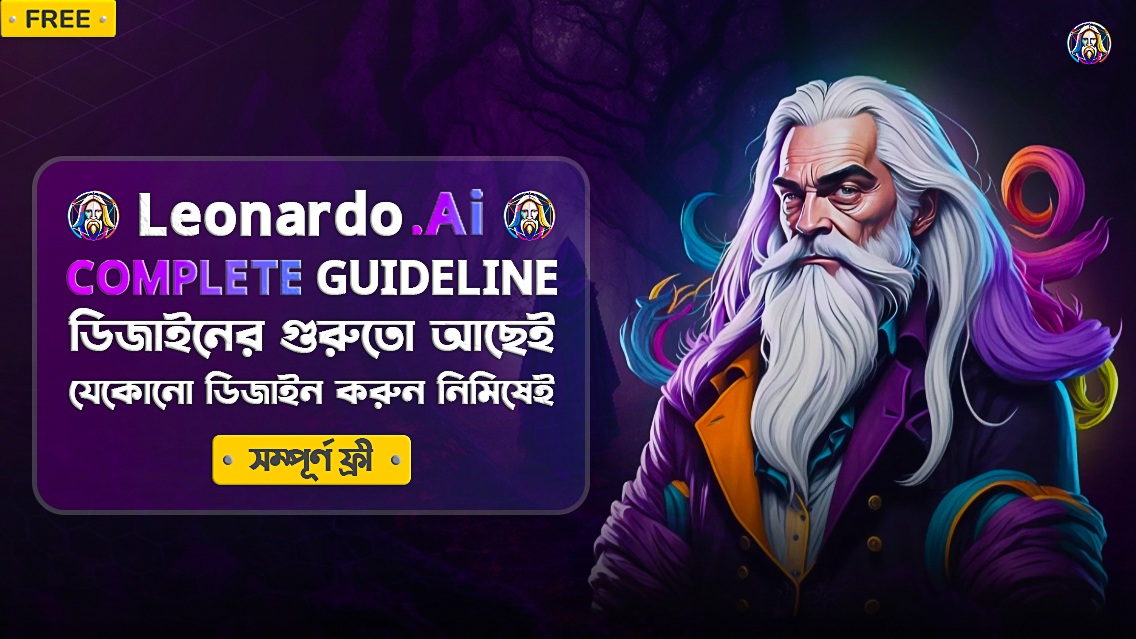 FREE
Leonardo.Ai
COMPLETE GUIDELINE
ডিজাইনের গুরুতো আছেই
যেকোনো ডিজাইন করুন নিমিষেই
সম্পূর্ণ ফ্রী